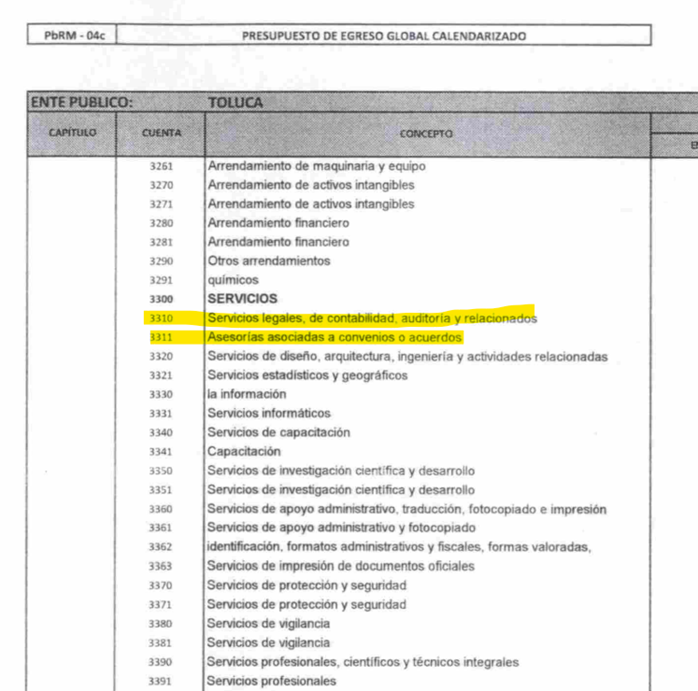 PbRM - 04c PRESUPUESTO DE EGRESO GLOBAL CALENDARIZADO
ENTE PUBLICO: TOLUCA
CAPÍTULO CUENTA CONCEPTO
3261 Arrendamiento de maquinaria y equipo
3270 Arrendamiento de activos intangibles
3271 Arrendamiento de activos intangibles
3280 Arrendamiento financiero
3281 Arrendamiento financiero
3290 Otros arrendamientos
3291 químicos
3300 SERVICIOS
3310 Servicios legales, de contabilidad, auditoría y relacionados
3311 Asesorías asociadas a convenios o acuerdos
3320 Servicios de diseño, arquitectura, ingeniería y actividades relacionadas
3321 Servicios estadísticos y geográficos
3330 la información
3331 Servicios informáticos
3340 Servicios de capacitación
3341 Capacitación
3350 Servicios de investigación científica y desarrollo
3351 Servicios de investigación científica y desarrollo
3360 Servicios de apoyo administrativo, traducción, fotocopiado e impresión
3361 Servicios de apoyo administrativo y fotocopiado
3362 identificación, formatos administrativos y fiscales, formas valoradas,
3363 Servicios de impresión de documentos oficiales
3370 Servicios de protección y seguridad
3371 Servicios de protección y seguridad
3380 Servicios de vigilancia
3381 Servicios de vigilancia
3390 Servicios profesionales, científicos y técnicos integrales
3391 Servicios profesionales